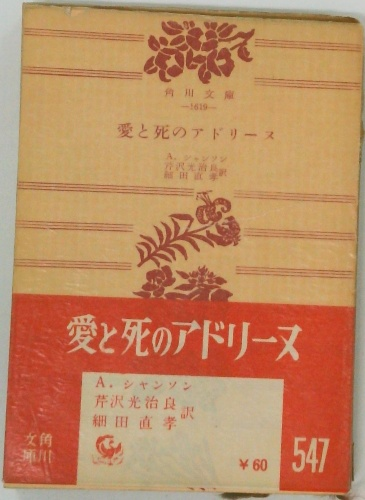 角川文庫
—1619—
愛と死のアドリーヌ
A. シャンソン
芹沢光治良
細田直孝 訳
愛と死のアドリーヌ
A. シャンソン
芹沢光治良
細田直孝 訳
角川
文庫
¥60
547